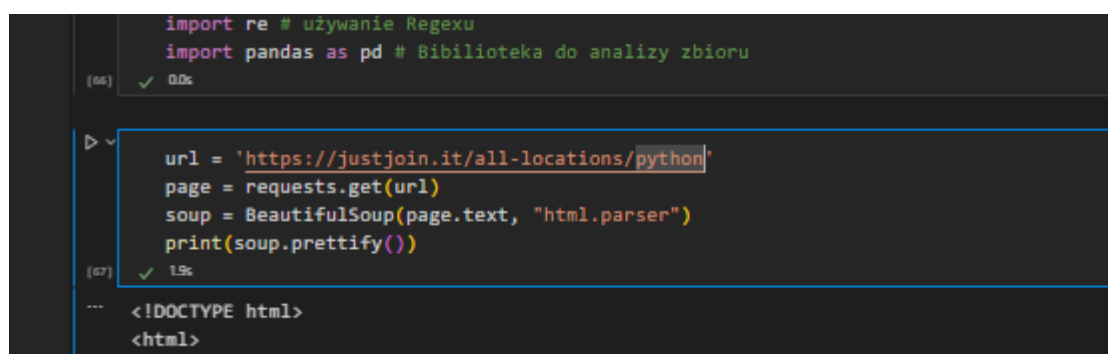 import re # używanie Regexu
import pandas as pd # Bibilioteka do analizy zbioru
[66] ✓ 0.0s
url = 'https://justjoin.it/all-locations/python'
page = requests.get(url)
soup = BeautifulSoup(page.text, "html.parser")
print(soup.prettify())
[67] ✓ 1.9s
... <!DOCTYPE html>
<html>